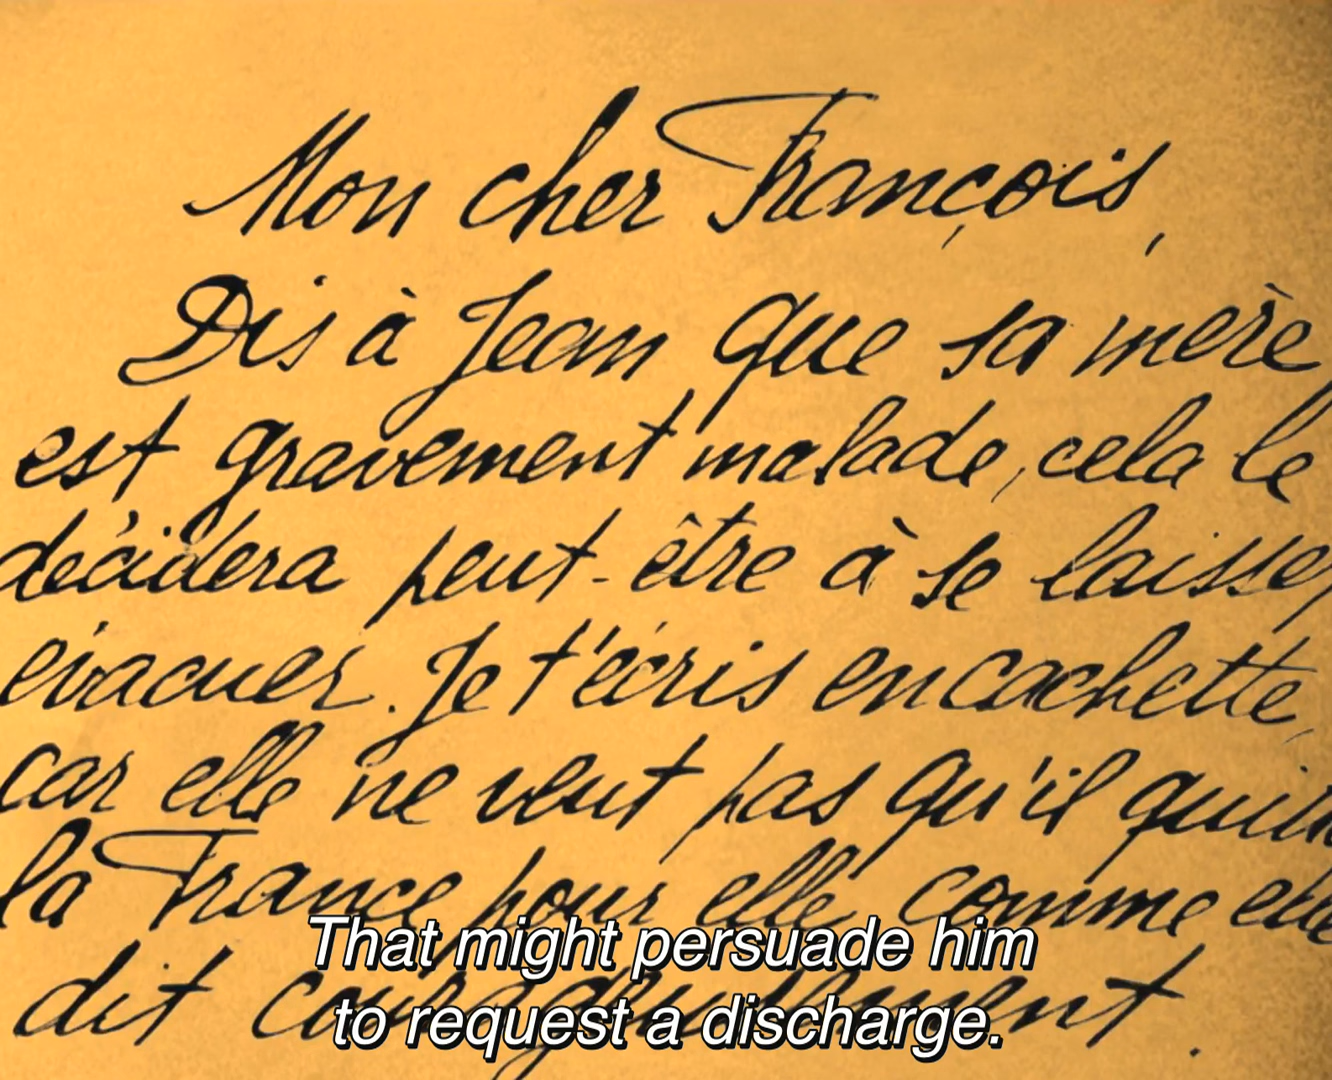 Mon cher François,
Dis à Jean que sa mère
est gravement malade, cela le
décidera peut-être à se laisser
évacuer. Je t'écris en cachette,
car elle ne veut pas qu'il quitte
la France pour elle comme elle
dit courageusement.
That might persuade him
to request a discharge.